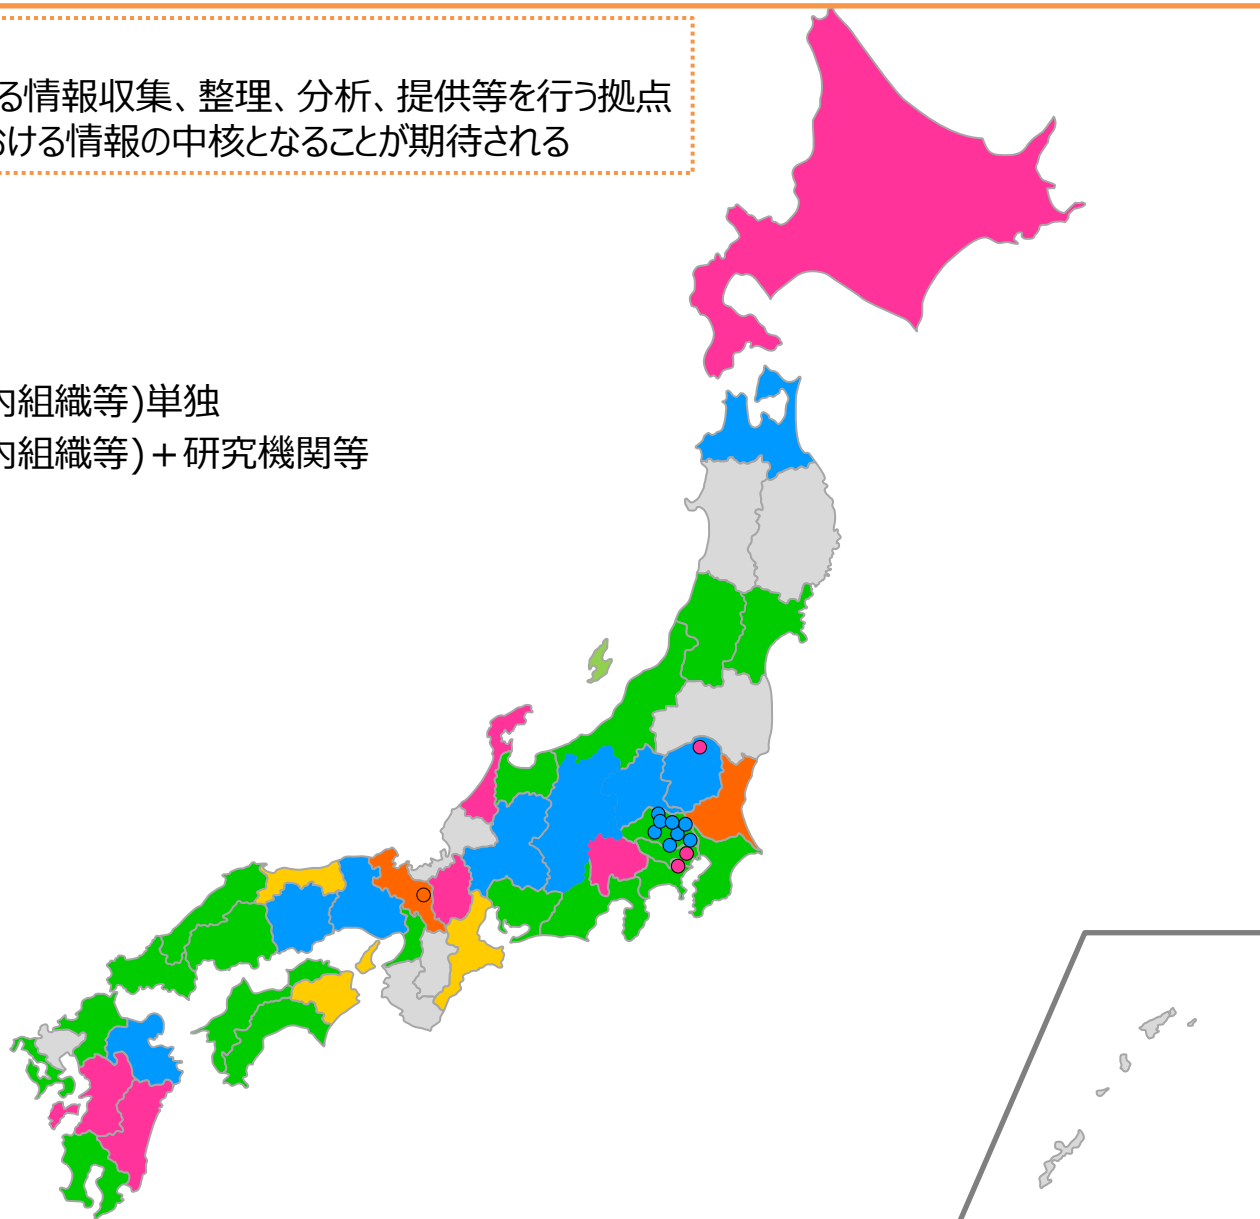 る情報収集、整理、分析、提供等を行う拠点
おける情報の中核となることが期待される
内組織等)単独
内組織等)＋研究機関等